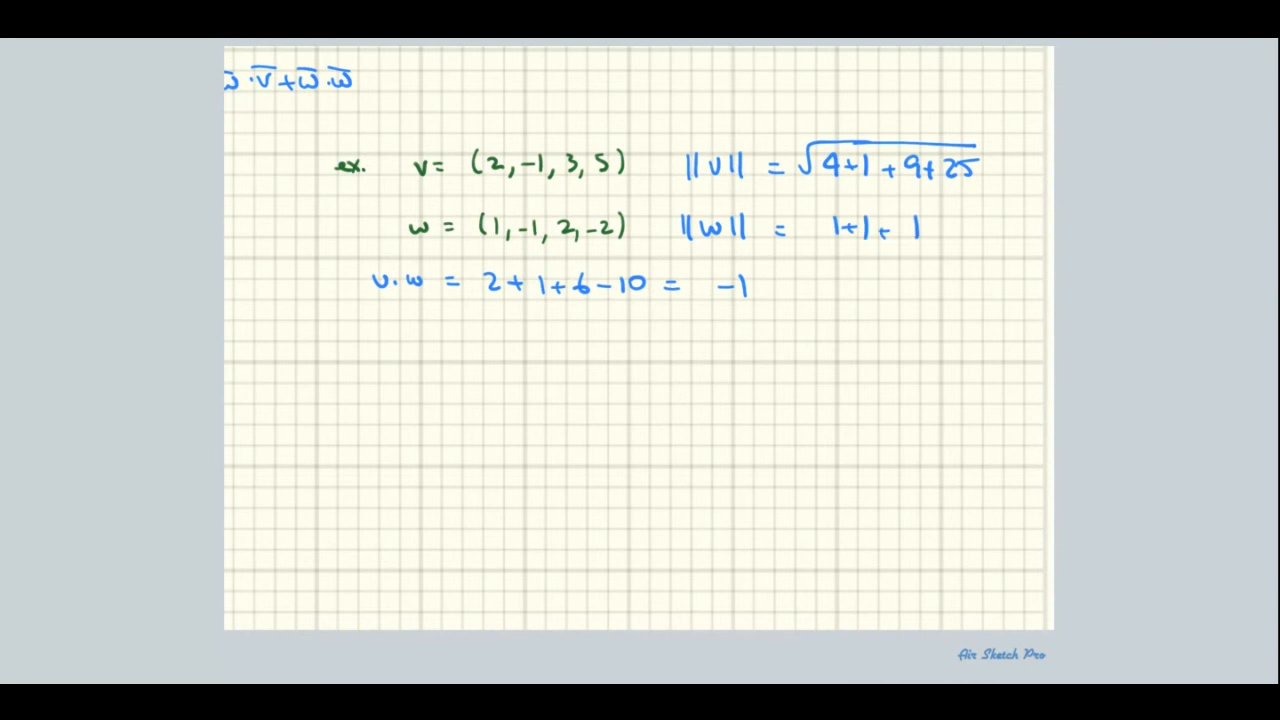 w̅·v̅+w̅·w̅
ex. v= (2,-1,3,5) ||v|| = √4+1+9+25
w = (1,-1,2,-2) ||w|| = 1+1+1
v.w = 2+1+6-10= -1
Air Sketch Pro